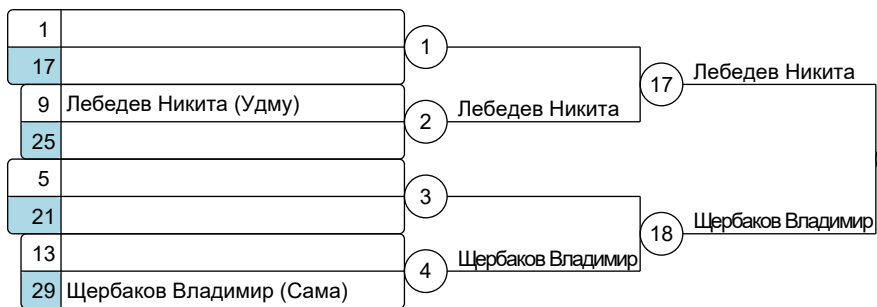 1
17
9 Лебедев Никита (Удму)
25
5
21
13
29 Щербаков Владимир (Сама)
1
2 Лебедев Никита
3
4 Щербаков Владимир
17 Лебедев Никита
18 Щербаков Владимир